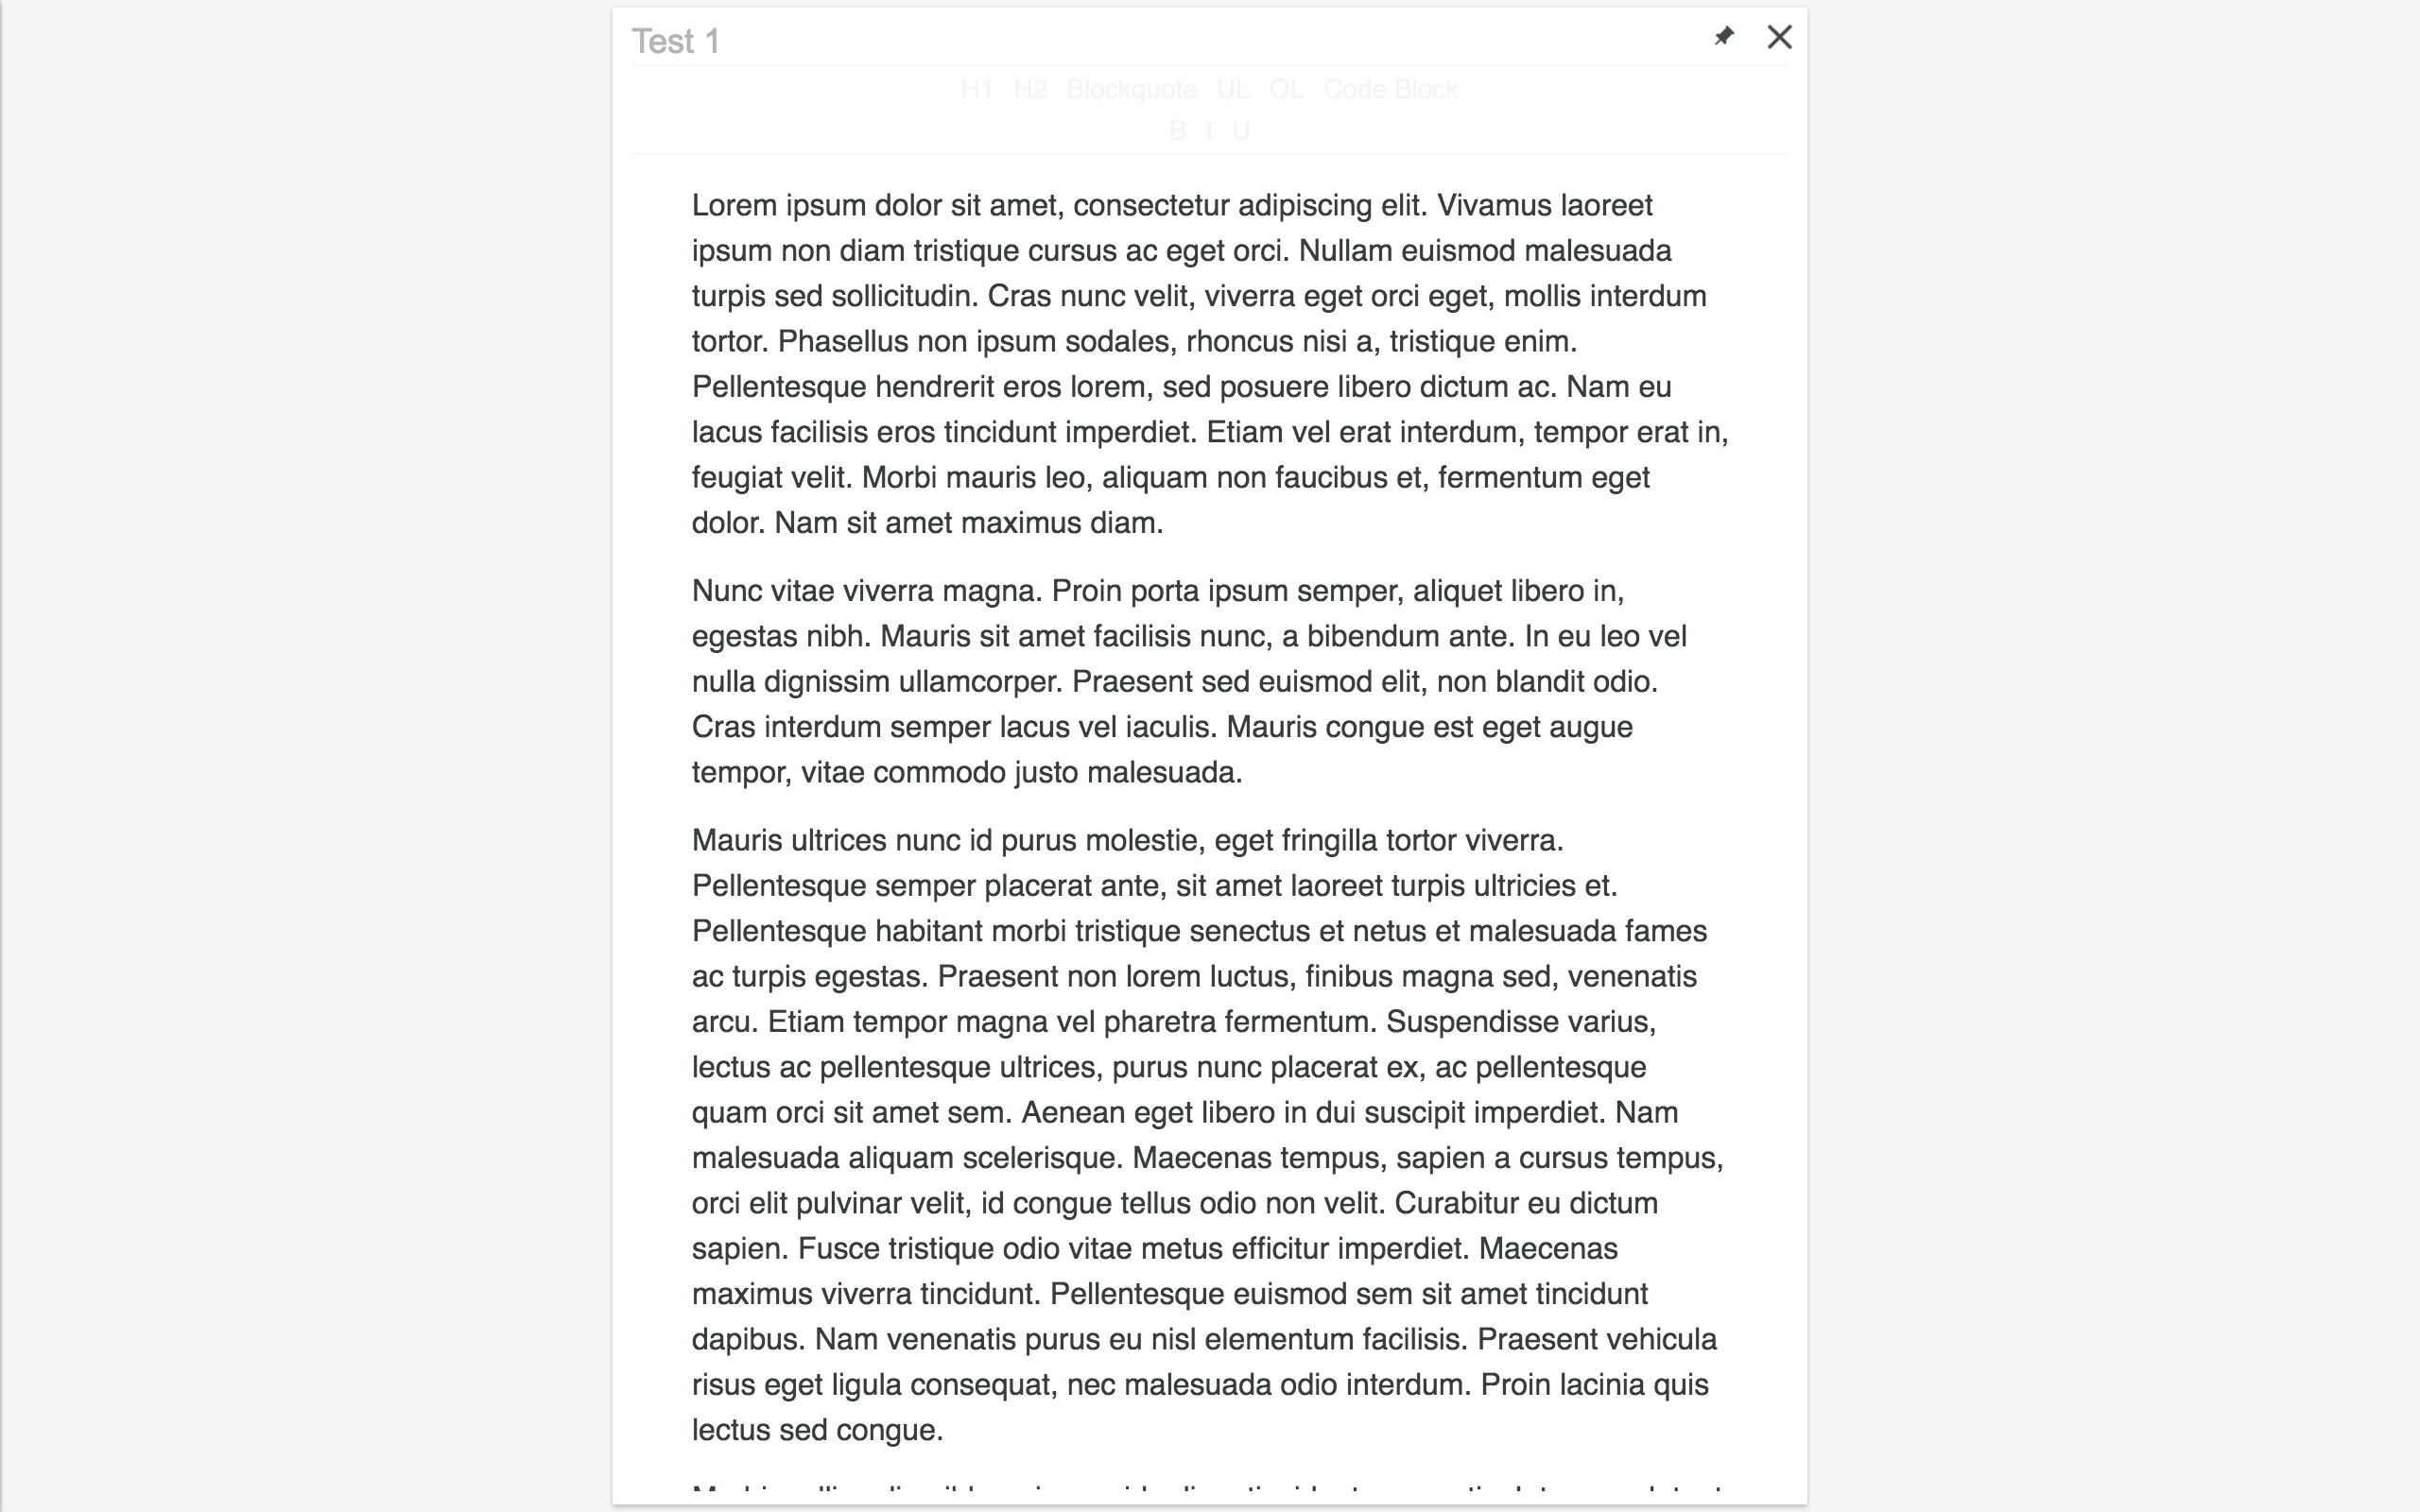 Test 1
H1 H2 Blockquote UL OL Code Block
B I U
Lorem ipsum dolor sit amet, consectetur adipiscing elit. Vivamus laoreet
ipsum non diam tristique cursus ac eget orci. Nullam euismod malesuada
turpis sed sollicitudin. Cras nunc velit, viverra eget orci eget, mollis interdum
tortor. Phasellus non ipsum sodales, rhoncus nisi a, tristique enim.
Pellentesque hendrerit eros lorem, sed posuere libero dictum ac. Nam eu
lacus facilisis eros tincidunt imperdiet. Etiam vel erat interdum, tempor erat in,
feugiat velit. Morbi mauris leo, aliquam non faucibus et, fermentum eget
dolor. Nam sit amet maximus diam.
Nunc vitae viverra magna. Proin porta ipsum semper, aliquet libero in,
egestas nibh. Mauris sit amet facilisis nunc, a bibendum ante. In eu leo vel
nulla dignissim ullamcorper. Praesent sed euismod elit, non blandit odio.
Cras interdum semper lacus vel iaculis. Mauris congue est eget augue
tempor, vitae commodo justo malesuada.
Mauris ultrices nunc id purus molestie, eget fringilla tortor viverra.
Pellentesque semper placerat ante, sit amet laoreet turpis ultricies et.
Pellentesque habitant morbi tristique senectus et netus et malesuada fames
ac turpis egestas. Praesent non lorem luctus, finibus magna sed, venenatis
arcu. Etiam tempor magna vel pharetra fermentum. Suspendisse varius,
lectus ac pellentesque ultrices, purus nunc placerat ex, ac pellentesque
quam orci sit amet sem. Aenean eget libero in dui suscipit imperdiet. Nam
malesuada aliquam scelerisque. Maecenas tempus, sapien a cursus tempus,
orci elit pulvinar velit, id congue tellus odio non velit. Curabitur eu dictum
sapien. Fusce tristique odio vitae metus efficitur imperdiet. Maecenas
maximus viverra tincidunt. Pellentesque euismod sem sit amet tincidunt
dapibus. Nam venenatis purus eu nisl elementum facilisis. Praesent vehicula
risus eget ligula consequat, nec malesuada odio interdum. Proin lacinia quis
lectus sed congue.